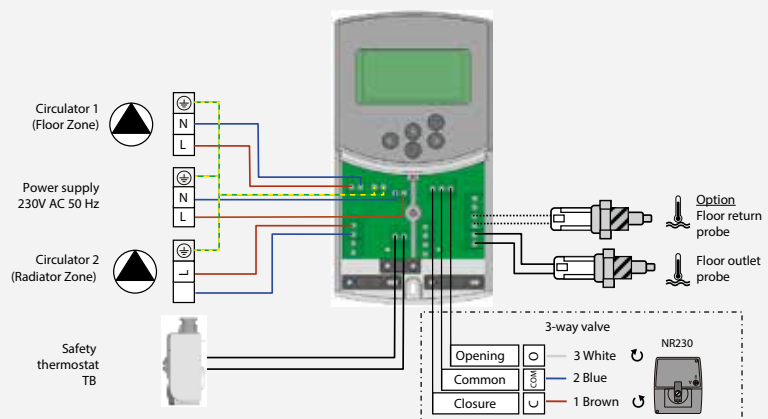 Circulator 1
(Floor Zone)
N
L
Power supply
230V AC 50 Hz
N
L
Circulator 2
(Radiator Zone)
L
Safety
thermostat
TB
Option
Floor return
probe
Floor outlet
probe
3-way valve
NR230
Opening
O
3 White
Common
COM
2 Blue
Closure
C
1 Brown